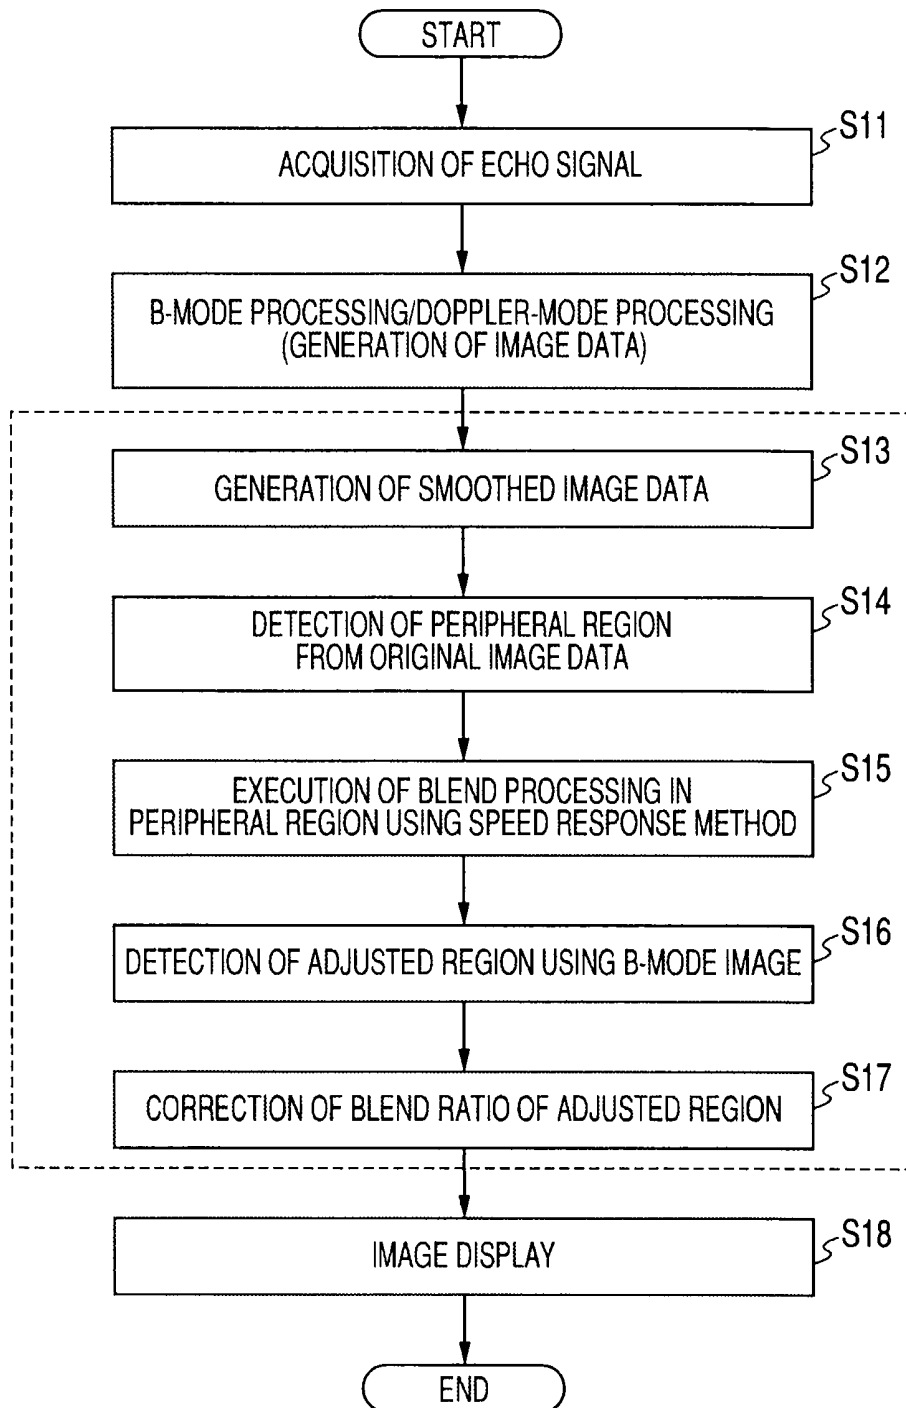 START
S11
ACQUISITION OF ECHO SIGNAL
S12
B-MODE PROCESSING/DOPPLER-MODE PROCESSING
(GENERATION OF IMAGE DATA)
S13
GENERATION OF SMOOTHED IMAGE DATA
S14
DETECTION OF PERIPHERAL REGION
FROM ORIGINAL IMAGE DATA
S15
EXECUTION OF BLEND PROCESSING IN
PERIPHERAL REGION USING SPEED RESPONSE METHOD
S16
DETECTION OF ADJUSTED REGION USING B-MODE IMAGE
S17
CORRECTION OF BLEND RATIO OF ADJUSTED REGION
S18
IMAGE DISPLAY
END